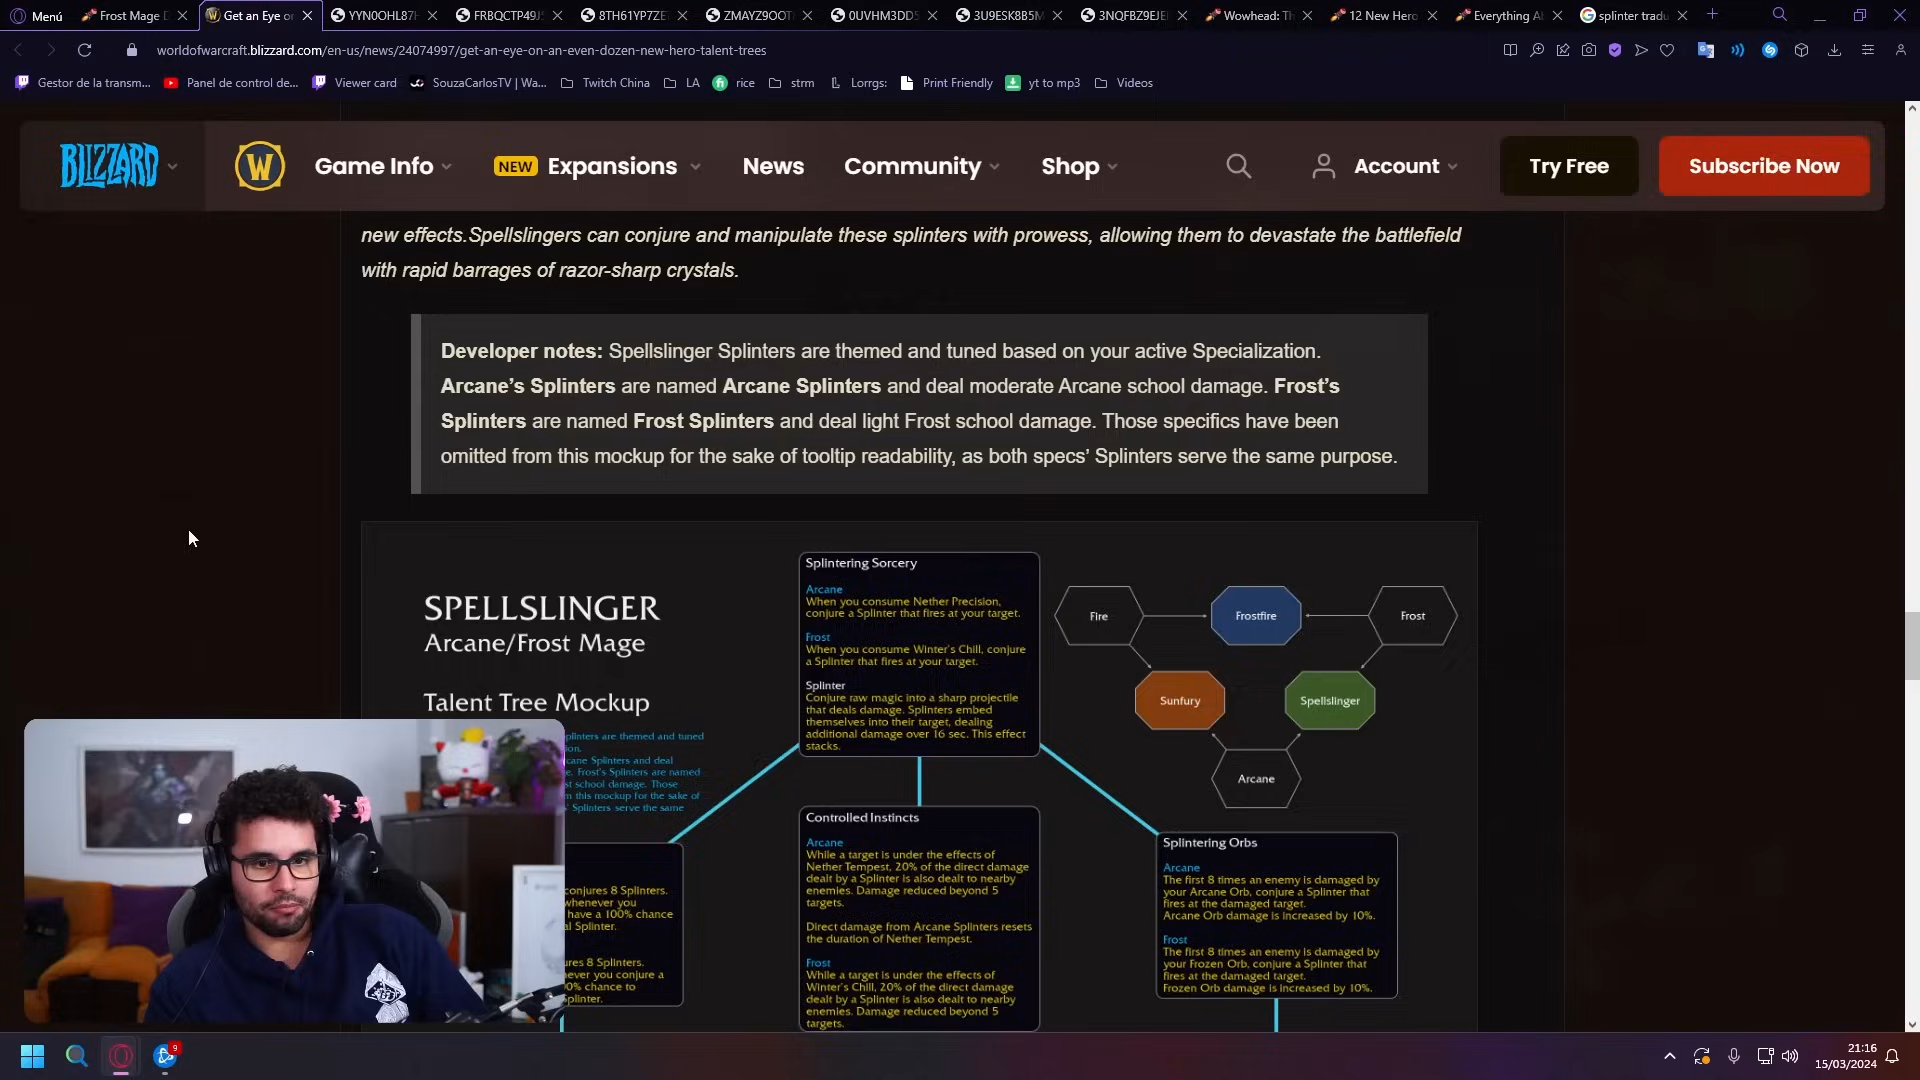 Menú
Frost Mage D
Get an Eye o
YYN0OHL87
FRBQCTP49J
8TH61YP7ZE
ZMAYZ9OOT
0UVHM3DD
3U9ESK8B5
3NQFBZ9EJE
Wowhead: Th
12 New Hero
Everything A
splinter tradu
worldofwarcraft.blizzard.com/en-us/news/24074997/get-an-eye-on-an-even-dozen-new-hero-talent-trees
Gestor de la transm...
Panel de control de...
Viewer card
SouzaCarlosTV | Wa...
Twitch China
LA
rice
strm
Lorrgs:
Print Friendly
yt to mp3
Videos
BLIZZARD
W
Game Info
NEW
Expansions
News
Community
Shop
Account
Try Free
Subscribe Now
new effects.Spellslingers can conjure and manipulate these splinters with prowess, allowing them to devastate the battlefield
with rapid barrages of razor-sharp crystals.
Developer notes: Spellslinger Splinters are themed and tuned based on your active Specialization.
Arcane’s Splinters are named Arcane Splinters and deal moderate Arcane school damage. Frost’s
Splinters are named Frost Splinters and deal light Frost school damage. Those specifics have been
omitted from this mockup for the sake of tooltip readability, as both specs’ Splinters serve the same purpose.
SPELLSLINGER
Arcane/Frost Mage
Talent Tree Mockup
plinters are themed and tuned
ion.
cane Splinters and deal
e. Frost's Splinters are named
st school damage. Those
m this mockup for the sake of
s' Splinters serve the same
Splintering Sorcery
Arcane
When you consume Nether Precision,
conjure a Splinter that fires at your target.
Frost
When you consume Winter's Chill, conjure
a Splinter that fires at your target.
Splinter
Conjure raw magic into a sharp projectile
that deals damage. Splinters embed
themselves into their target, dealing
additional damage over 16 sec. This effect
stacks.
Fire
Frostfire
Frost
Sunfury
Spellslinger
Arcane
conjures 8 Splinters.
whenever you
have a 100% chance
al Splinter.
ures 8 Splinters.
never you conjure a
00% chance to
splinter.
Controlled Instincts
Arcane
While a target is under the effects of
Nether Tempest, 20% of the direct damage
dealt by a Splinter is also dealt to nearby
enemies. Damage reduced beyond 5
targets.
Direct damage from Arcane Splinters resets
the duration of Nether Tempest.
Frost
While a target is under the effects of
Winter's Chill, 20% of the direct damage
dealt by a Splinter is also dealt to nearby
enemies. Damage reduced beyond 5
targets.
Splintering Orbs
Arcane
The first 8 times an enemy is damaged by
your Arcane Orb, conjure a Splinter that
fires at the damaged target.
Arcane Orb damage is increased by 10%.
Frost
The first 8 times an enemy is damaged by
your Frozen Orb, conjure a Splinter that
fires at the damaged target.
Frozen Orb damage is increased by 10%.
9
21:16
15/03/2024